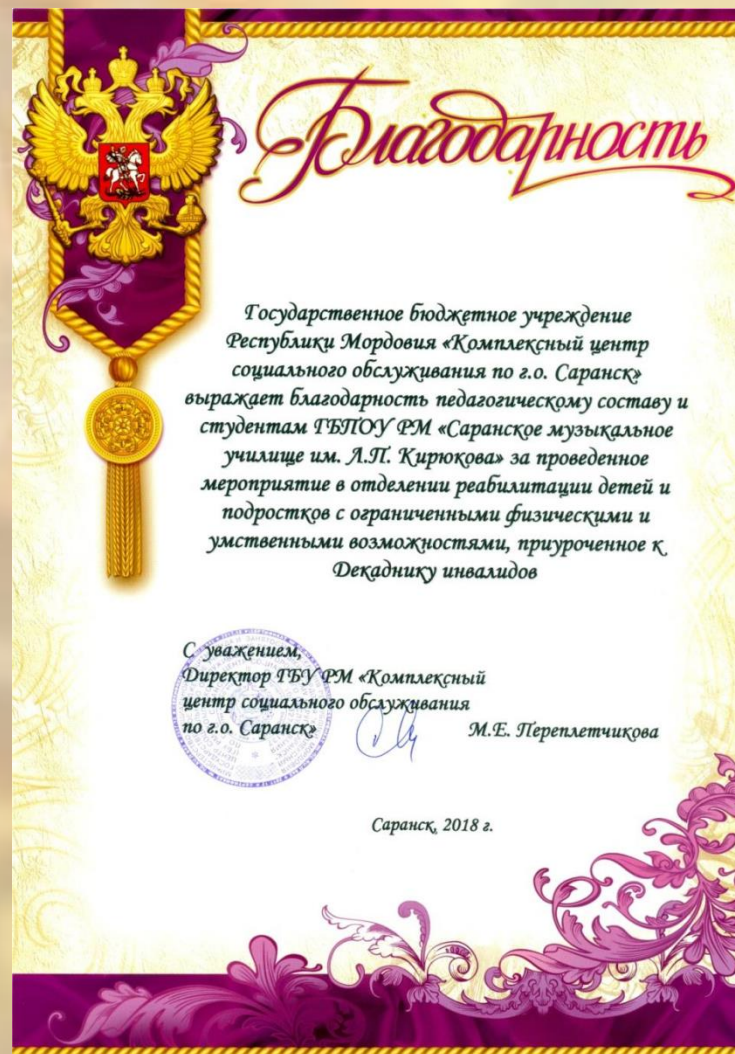 Благодарность
Государственное бюджетное учреждение
Республики Мордовия «Комплексный центр
социального обслуживания по г.о. Саранск»
выражает благодарность педагогическому составу и
студентам ГБПОУ РМ «Саранское музыкальное
училище им. Л.П. Кирюкова» за проведенное
мероприятие в отделении реабилитации детей и
подростков с ограниченными физическими и
умственными возможностями, приуроченное к
Декаднику инвалидов
С уважением,
Директор ГБУ РМ «Комплексный
центр социального обслуживания
по г.о. Саранск» М.Е. Переплетчикова
Саранск, 2018 г.